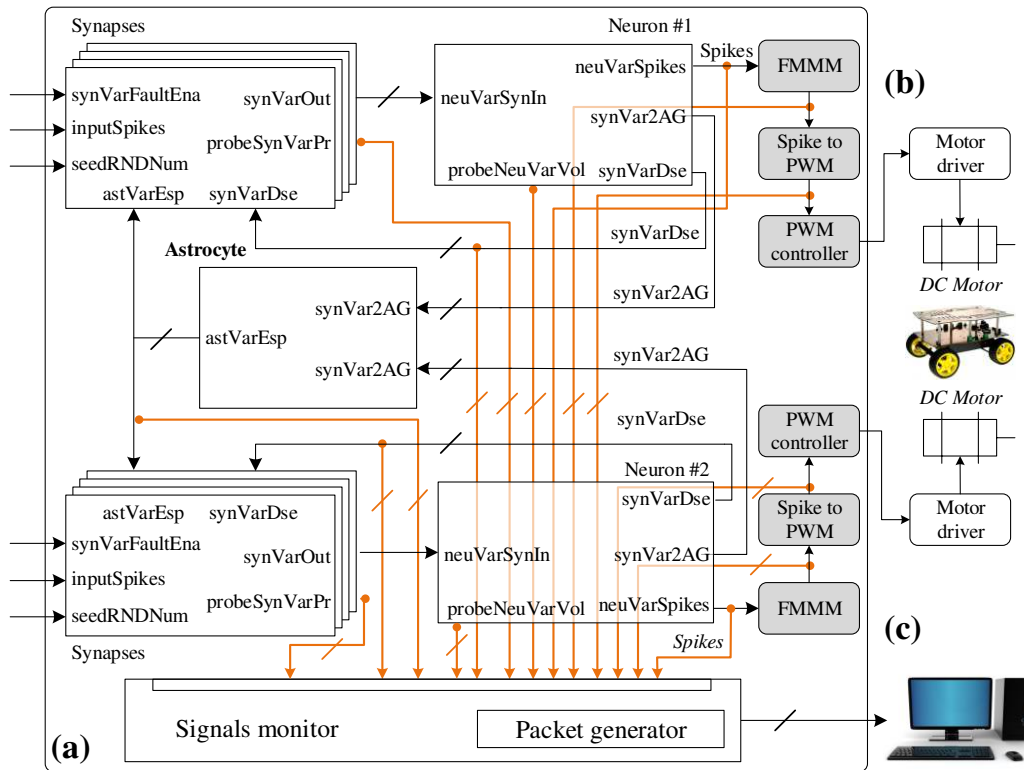 Synapses
synVarFaultEna
inputSpikes
seedRNDNum
synVarOut
probeSynVarPr
astVarEsp
synVarDse
Neuron #1
neuVarSpikes
neuVarSynIn
synVar2AG
probeNeuVarVol
synVarDse
Spikes
FMMM
Spike to
PWM
PWM
controller
(b)
Motor
driver
DC Motor
synVarDse
Astrocyte
synVar2AG
astVarEsp
synVar2AG
synVar2AG
synVar2AG
synVarDse
DC Motor
PWM
controller
Neuron #2
synVarDse
neuVarSynIn
synVar2AG
neuVarSpikes
probeNeuVarVol
Spike to
PWM
Motor
driver
FMMM
astVarEsp
synVarDse
synVarFaultEna
synVarOut
inputSpikes
probeSynVarPr
seedRNDNum
Synapses
Spikes
(c)
Signals monitor
Packet generator
(a)